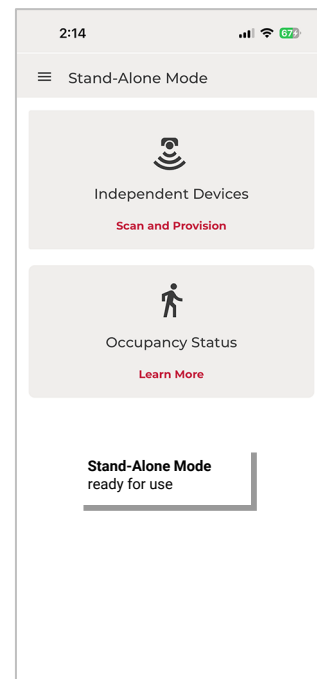 2:14
67
Stand-Alone Mode
Independent Devices
Scan and Provision
Occupancy Status
Learn More
Stand-Alone Mode
ready for use